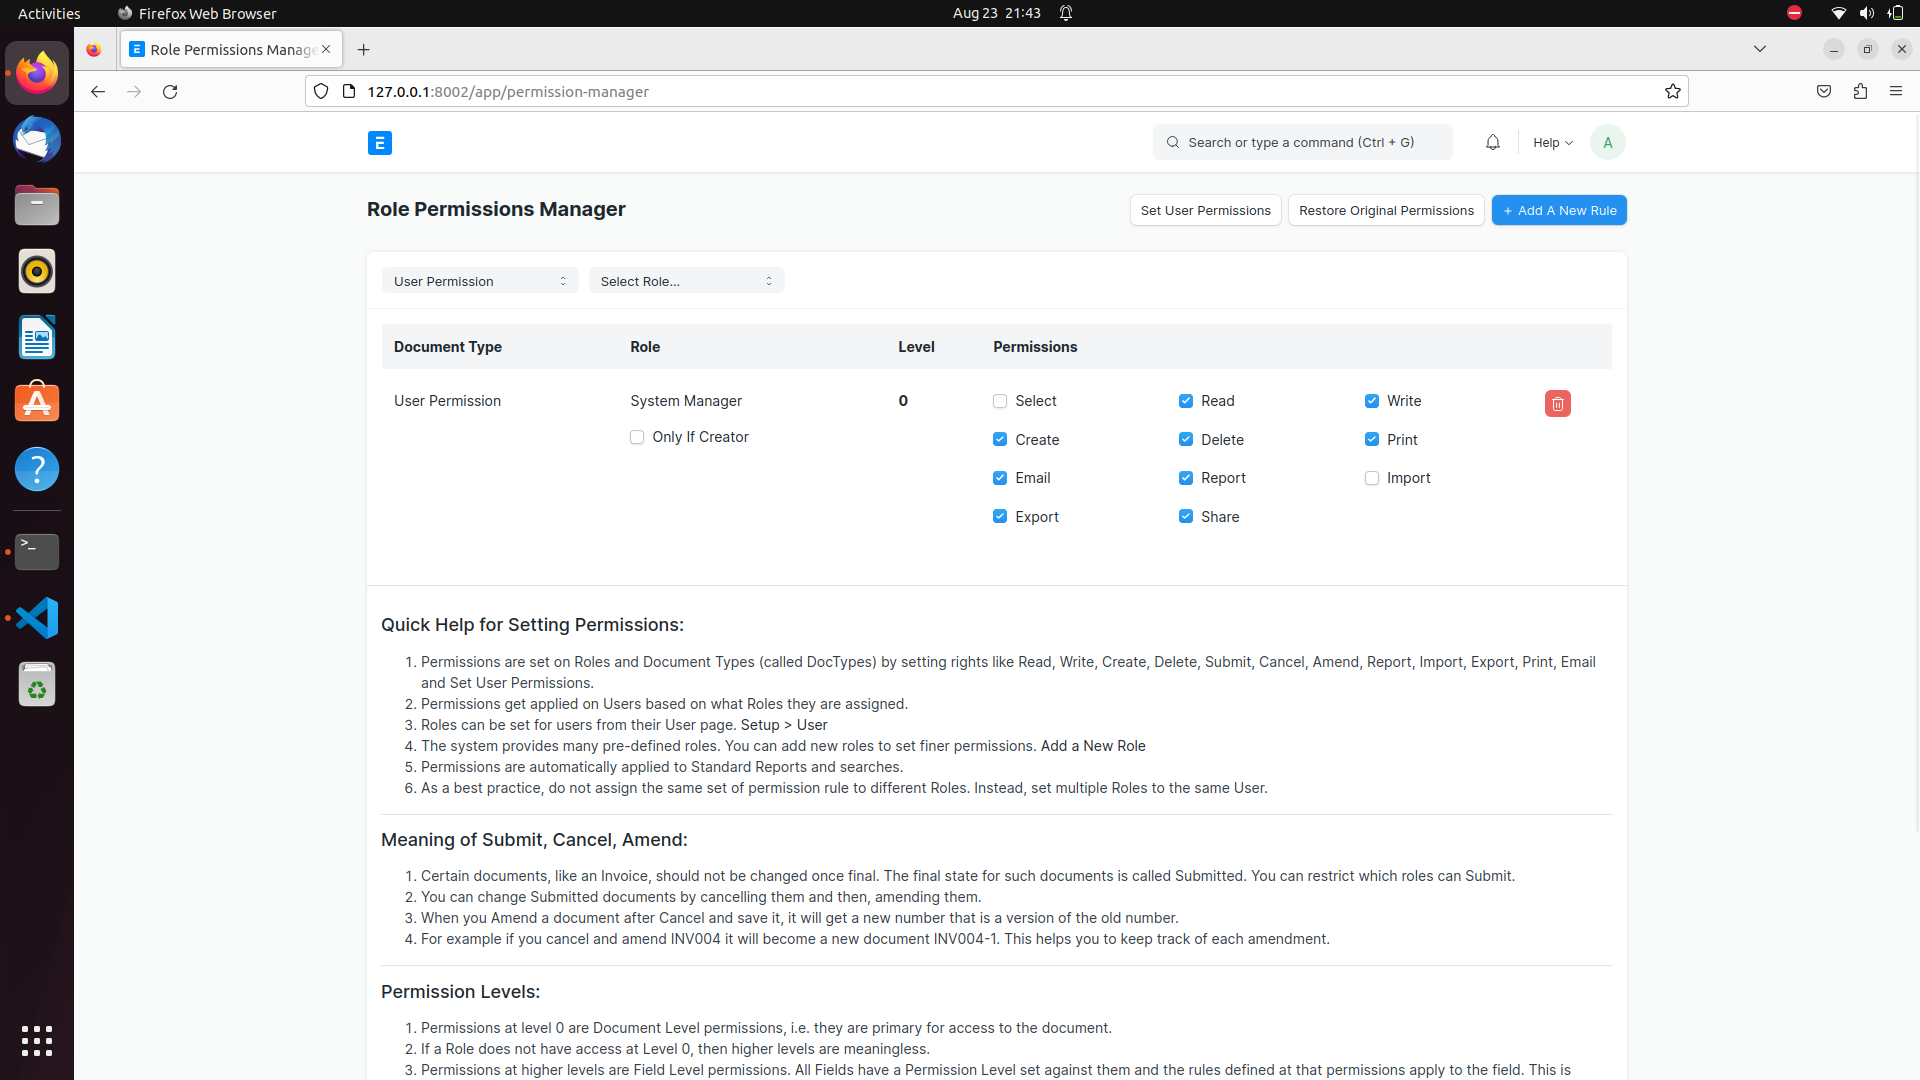 Activities
Firefox Web Browser
Aug 23 21:43
Role Permissions Manage
127.0.0.1:8002/app/permission-manager
Search or type a command (Ctrl + G)
Help
A
Role Permissions Manager
Set User Permissions
Restore Original Permissions
+ Add A New Rule
User Permission
Select Role...
Document Type
Role
Level
Permissions
User Permission
System Manager
0
Select
Read
Write
Only If Creator
Create
Delete
Print
Email
Report
Import
Export
Share
Quick Help for Setting Permissions:
1. Permissions are set on Roles and Document Types (called DocTypes) by setting rights like Read, Write, Create, Delete, Submit, Cancel, Amend, Report, Import, Export, Print, Email
and Set User Permissions.
2. Permissions get applied on Users based on what Roles they are assigned.
3. Roles can be set for users from their User page. Setup > User
4. The system provides many pre-defined roles. You can add new roles to set finer permissions. Add a New Role
5. Permissions are automatically applied to Standard Reports and searches.
6. As a best practice, do not assign the same set of permission rule to different Roles. Instead, set multiple Roles to the same User.
Meaning of Submit, Cancel, Amend:
1. Certain documents, like an Invoice, should not be changed once final. The final state for such documents is called Submitted. You can restrict which roles can Submit.
2. You can change Submitted documents by cancelling them and then, amending them.
3. When you Amend a document after Cancel and save it, it will get a new number that is a version of the old number.
4. For example if you cancel and amend INV004 it will become a new document INV004-1. This helps you to keep track of each amendment.
Permission Levels:
1. Permissions at level 0 are Document Level permissions, i.e. they are primary for access to the document.
2. If a Role does not have access at Level 0, then higher levels are meaningless.
3. Permissions at higher levels are Field Level permissions. All Fields have a Permission Level set against them and the rules defined at that permissions apply to the field. This is